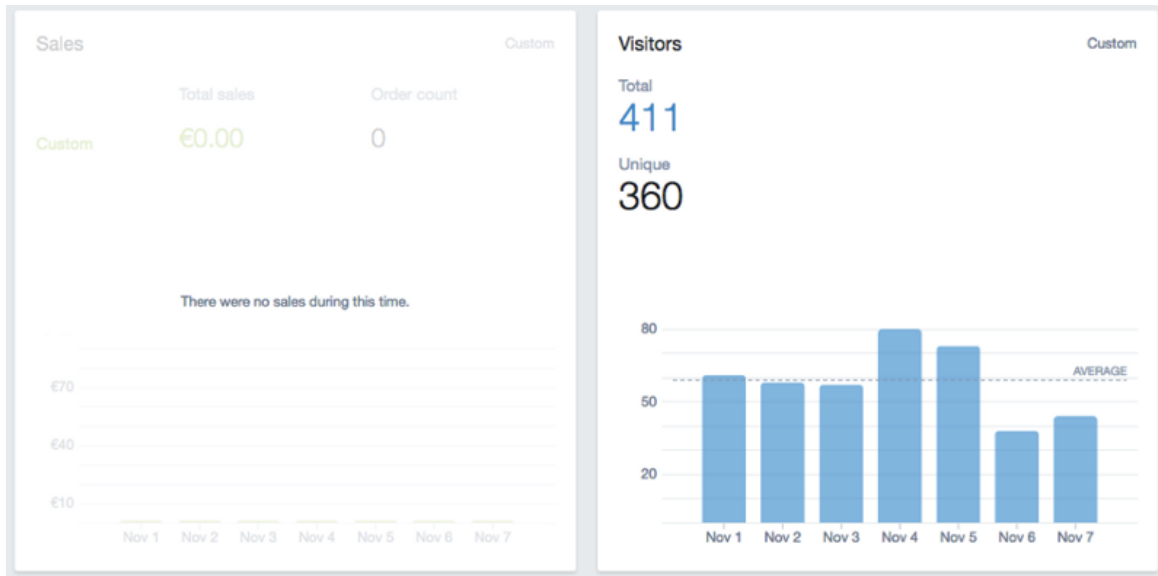 Sales Custom
Total sales Order count
Custom €0.00 0
There were no sales during this time.
€70
€40
€10
Nov 1 Nov 2 Nov 3 Nov 4 Nov 5 Nov 6 Nov 7
Visitors Custom
Total
411
Unique
360
80
AVERAGE
50
20
Nov 1 Nov 2 Nov 3 Nov 4 Nov 5 Nov 6 Nov 7